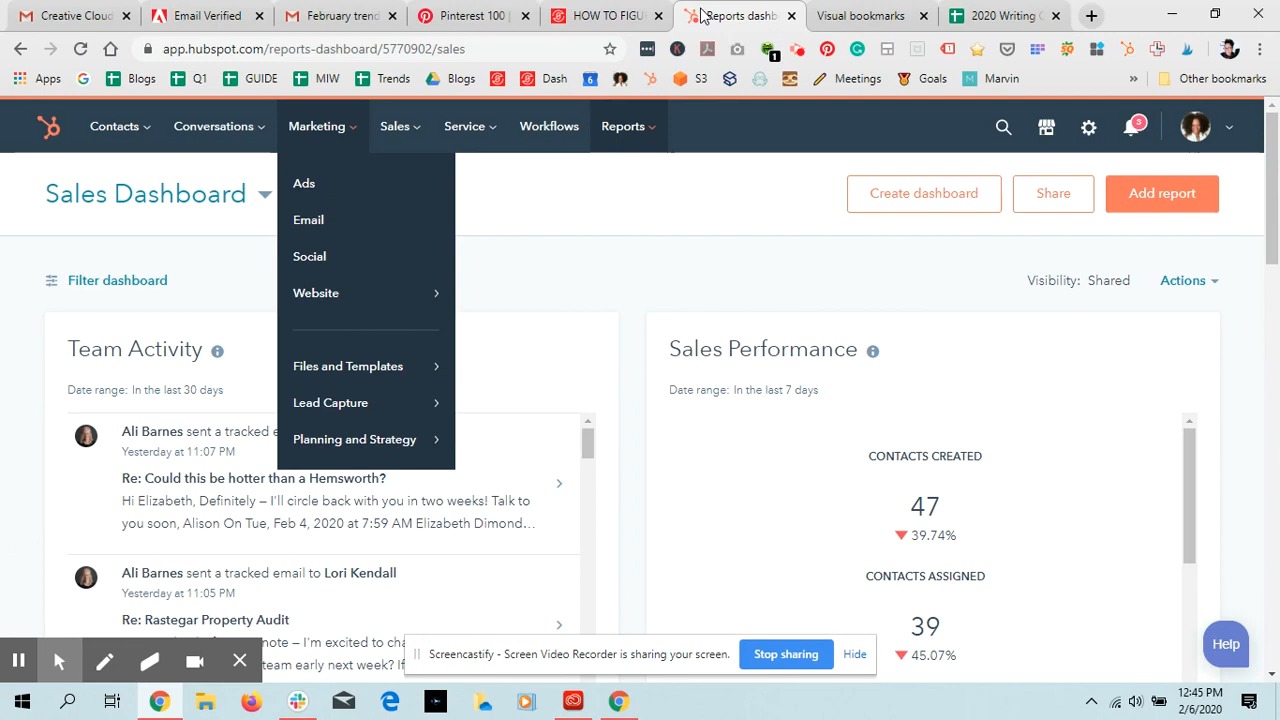 Creative Cloud
Email Verified
February trend
Pinterest 100
HOW TO FIGU
Reports dashb
Visual bookmarks
2020 Writing C
app.hubspot.com/reports-dashboard/5770902/sales
1
Apps
Blogs
Q1
GUIDE
MIW
Trends
Blogs
Dash
6
S3
Meetings
Goals
M
Marvin
»
Other bookmarks
Contacts
Conversations
Marketing
Sales
Service
Workflows
Reports
3
Sales Dashboard
Create dashboard
Share
Add report
Ads
Email
Social
Website
Files and Templates
Lead Capture
Planning and Strategy
Filter dashboard
Visibility: Shared
Actions
Team Activity
Date range: In the last 30 days
Ali Barnes sent a tracked e
Yesterday at 11:07 PM
Re: Could this be hotter than a Hemsworth?
Hi Elizabeth, Definitely – I'll circle back with you in two weeks! Talk to
you soon, Alison On Tue, Feb 4, 2020 at 7:59 AM Elizabeth Dimond…
Ali Barnes sent a tracked email to Lori Kendall
Yesterday at 11:05 PM
Re: Rastegar Property Audit
note – I'm excited to cha
team early next week? If
Sales Performance
Date range: In the last 7 days
CONTACTS CREATED
47
39.74%
CONTACTS ASSIGNED
39
45.07%
Screencastify - Screen Video Recorder is sharing your screen.
Stop sharing
Hide
Help
12:45 PM
2/6/2020